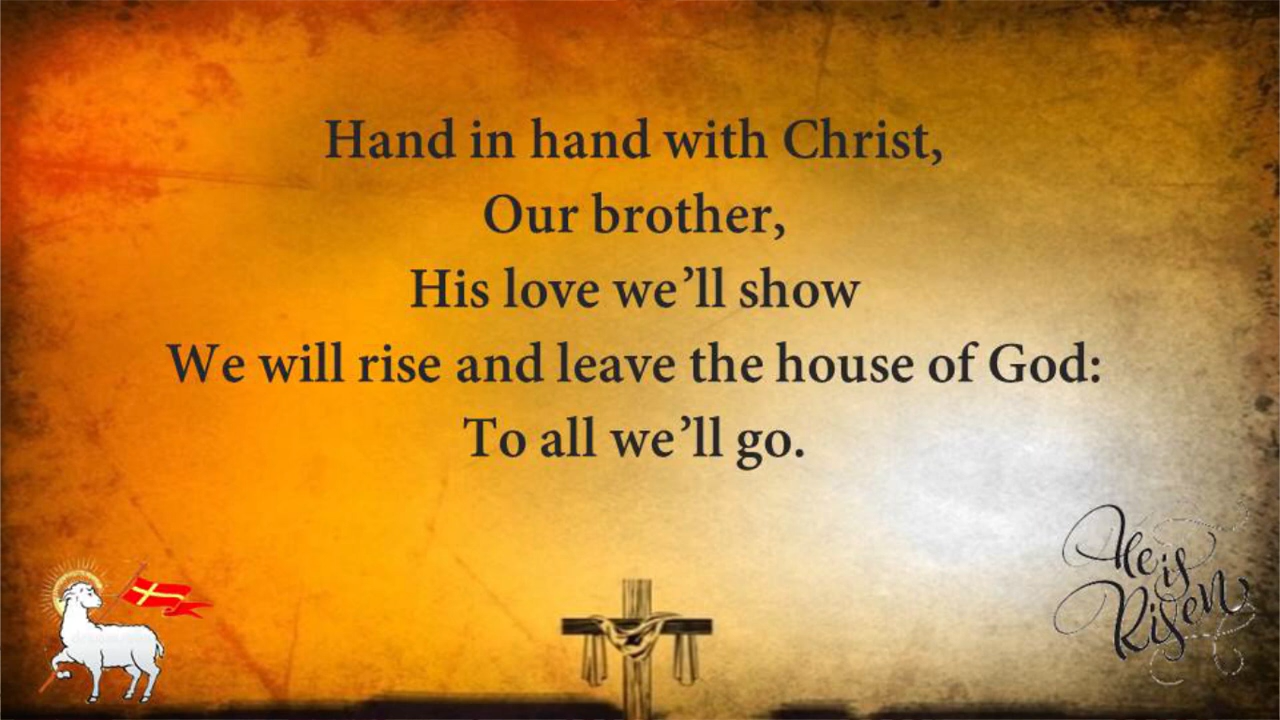 Hand in hand with Christ,
Our brother,
His love we’ll show
We will rise and leave the house of God:
To all we’ll go.
He is
Risen